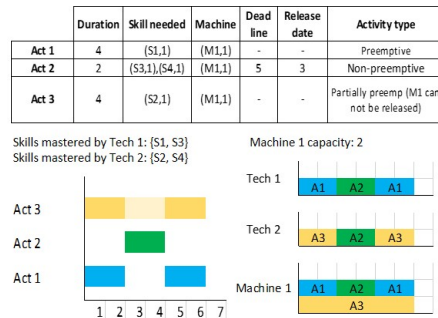 Duration Skill needed Machine Dead line Release date Activity type
Act 1 4 (S1,1) (M1,1) - - Preemptive
Act 2 2 (S3,1),(S4,1) (M1,1) 5 3 Non-preemptive
Act 3 4 (S2,1) (M1,1) - - Partially preemp (M1 can not be released)
Skills mastered by Tech 1: {S1, S3}
Skills mastered by Tech 2: {S2, S4}
Machine 1 capacity: 2
Act 3
Act 2
Act 1
1 2 3 4 5 6 7
Tech 1 A1 A2 A1
Tech 2 A3 A2 A3
Machine 1 A1 A2 A1
A3